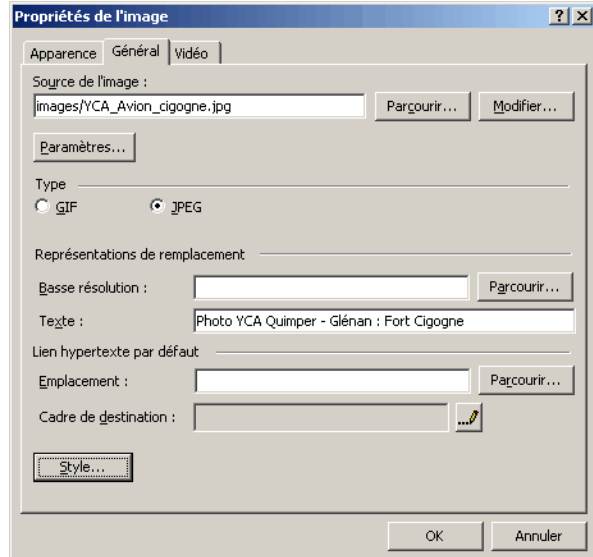 Propriétés de l'image
Apparence Général Vidéo
Source de l'image :
images/YCA_Avion_cigogne.jpg Parcourir... Modifier...
Paramètres...
Type
GIF JPEG
Représentations de remplacement
Basse résolution : Parcourir...
Texte : Photo YCA Quimper - Glénan : Fort Cigogne
Lien hypertexte par défaut
Emplacement : Parcourir...
Cadre de destination : ...
Style...
OK Annuler